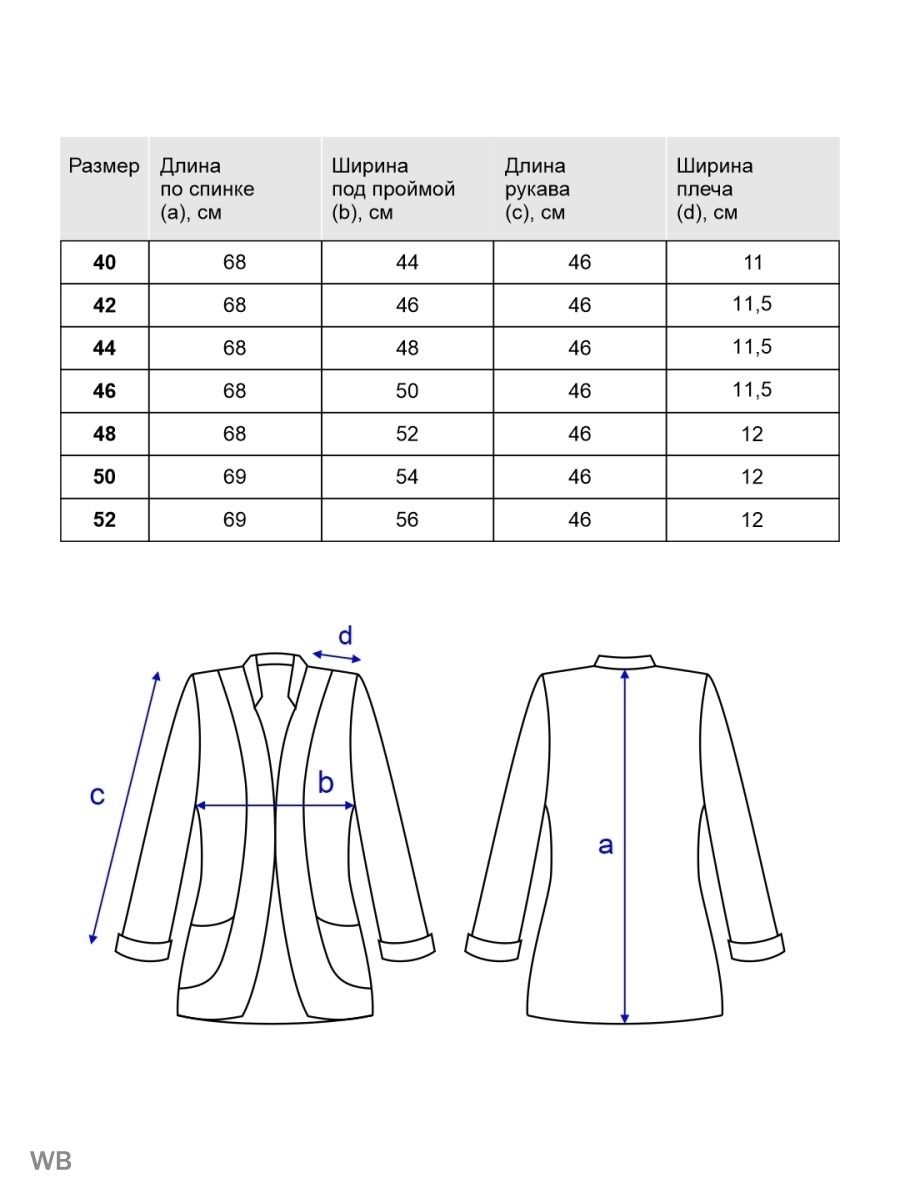 Размер Длина по спинке (a), см Ширина под проймой (b), см Длина рукава (c), см Ширина плеча (d), см
40 68 44 46 11
42 68 46 46 11,5
44 68 48 46 11,5
46 68 50 46 11,5
48 68 52 46 12
50 69 54 46 12
52 69 56 46 12
d
b
c
a
WB